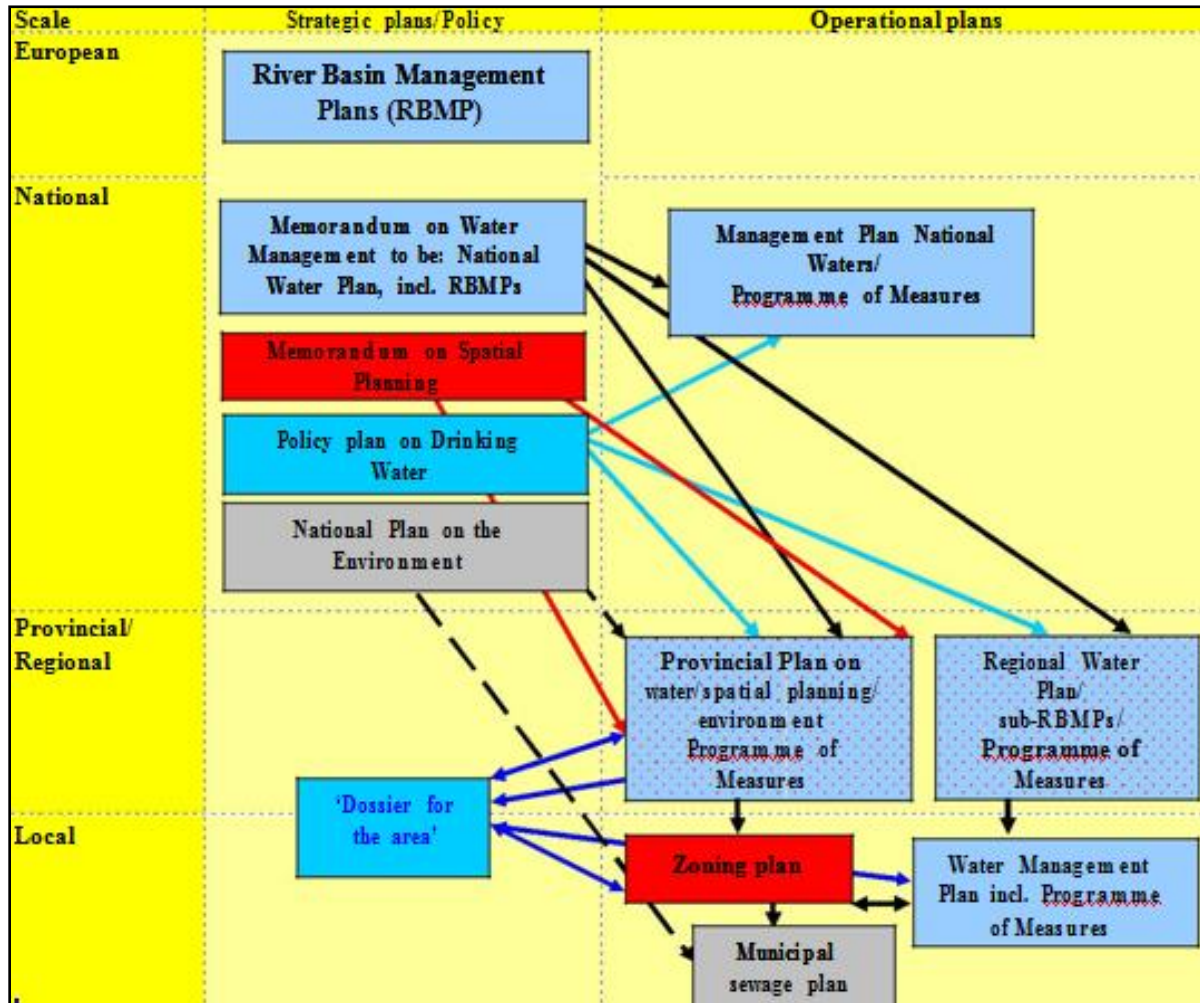 Scale
Strategic plans/Policy
Operational plans
European
River Basin Management
Plans (RBMP)
National
Memorandum on Water
Management to be: National
Water Plan, incl. RBMPs
Management Plan National
Waters/
Programme of Measures
Memorandum on Spatial
Planning
Policy plan on Drinking
Water
National Plan on the
Environment
Provincial/
Regional
Provincial Plan on
water/spatial planning/
environment
Programme of
Measures
Regional Water
Plan/
sub-RBMPs/
Programme of
Measures
'Dossier for
the area'
Local
Zoning plan
Water Management
Plan incl. Programme
of Measures
Municipal
sewage plan